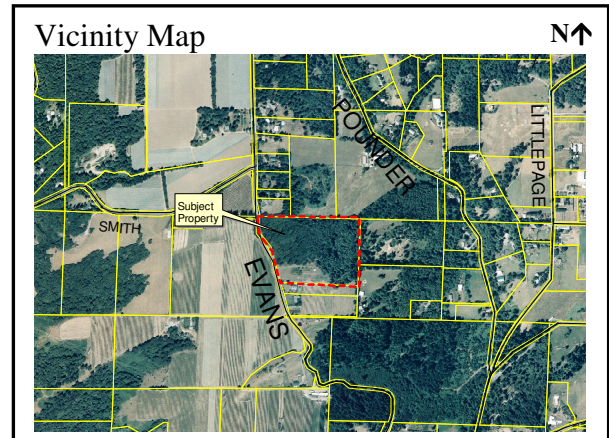 Vicinity Map N↑
POUNDER
LITTLEPAGE
Subject
Property
SMITH
EVANS